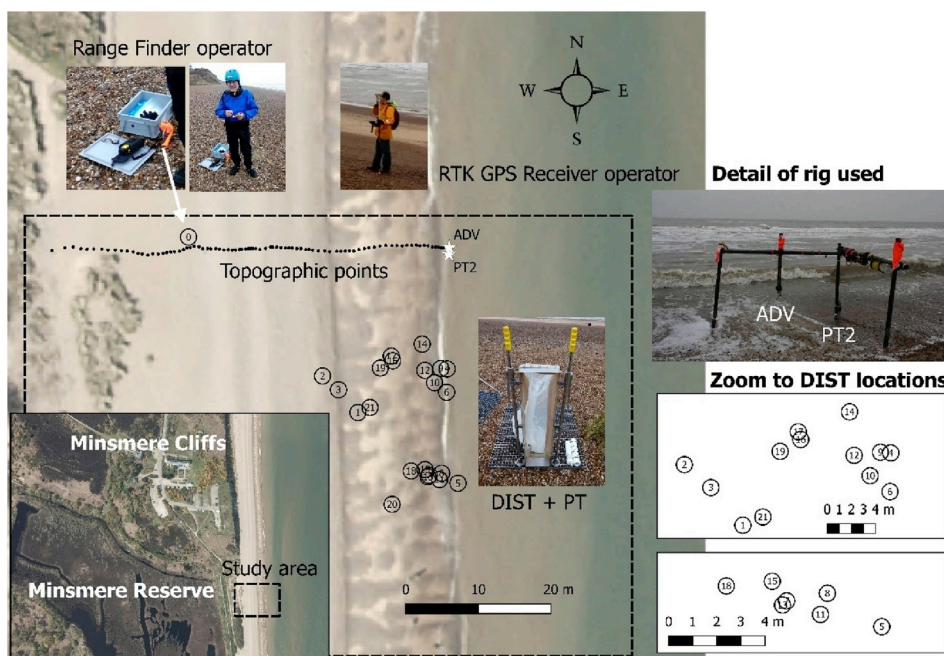 Range Finder operator
N
W
E
S
RTK GPS Receiver operator
Detail of rig used
0
ADV
PT2
Topographic points
ADV
PT2
Zoom to DIST locations
14
17
12
9
4
19
2
10
3
6
1
21
18
5
20
DIST + PT
0
10
20 m
Minsmere Cliffs
Minsmere Reserve
Study area
14
17
16
19
12
9
4
2
10
3
6
21
1
0 1 2 3 4 m
15
18
8
13
11
5
0 1 2 3 4 m